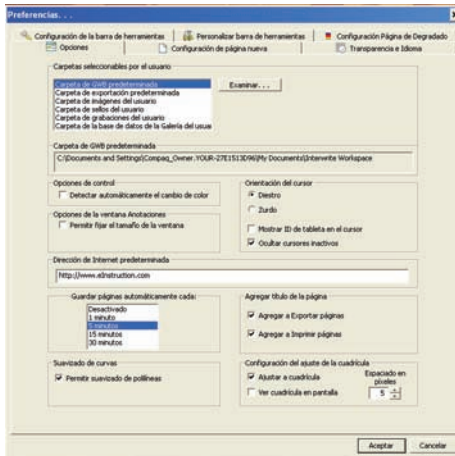 Preferencias. . .
Configuración de la barra de herramientas
Personalizar barra de herramientas
Configuración Página de Degradado
Opciones
Configuración de página nueva
Transparencia e Idioma
Carpetas seleccionables por el usuario
Carpeta de GWB predeterminada
Carpeta de exportación predeterminada
Carpeta de imágenes del usuario
Carpeta de sellos del usuario
Carpeta de grabaciones del usuario
Carpeta de la base de datos de la Galería del usuar
Examinar. . .
Carpeta de GWB predeterminada
C:\Documents and Settings\Compaq_Owner.YOUR-27E1513D96\My Documents\Interwrite Workspace
Opciones de control
Detectar automáticamente el cambio de color
Opciones de la ventana Anotaciones
Permitir fijar el tamaño de la ventana
Orientación del cursor
Diestro
Zurdo
Mostrar ID de tableta en el cursor
Ocultar cursores inactivos
Dirección de Internet predeterminada
http://www.eInstruction.com
Guardar páginas automáticamente cada:
Desactivado
1 minuto
5 minutos
15 minutos
30 minutos
Agregar título de la página
Agregar a Exportar páginas
Agregar a Imprimir páginas
Suavizado de curvas
Permitir suavizado de polilíneas
Configuración del ajuste de la cuadrícula
Ajustar a cuadrícula
Ver cuadrícula en pantalla
Espaciado en
píxeles
5
Aceptar
Cancelar